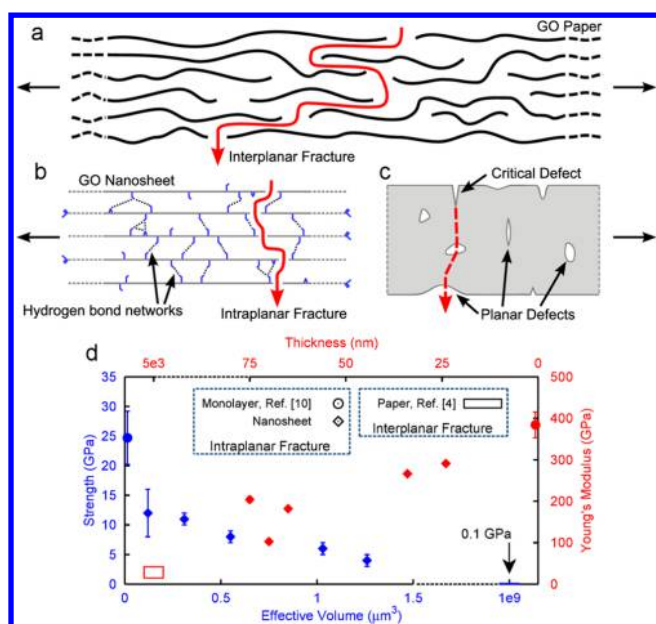 a
GO Paper
Interplanar Fracture
b
GO Nanosheet
Hydrogen bond networks
Intraplanar Fracture
c
Critical Defect
Planar Defects
d
Thickness (nm)
5e3 75 50 25 0
Monolayer, Ref. [10]
Nanosheet
Intraplanar Fracture
Paper, Ref. [4]
Interplanar Fracture
0.1 GPa
Strength (GPa)
35
30
25
20
15
10
5
0
Young's Modulus (GPa)
500
400
300
200
100
0
0 0.5 1 1.5 1e9
Effective Volume (μm³)